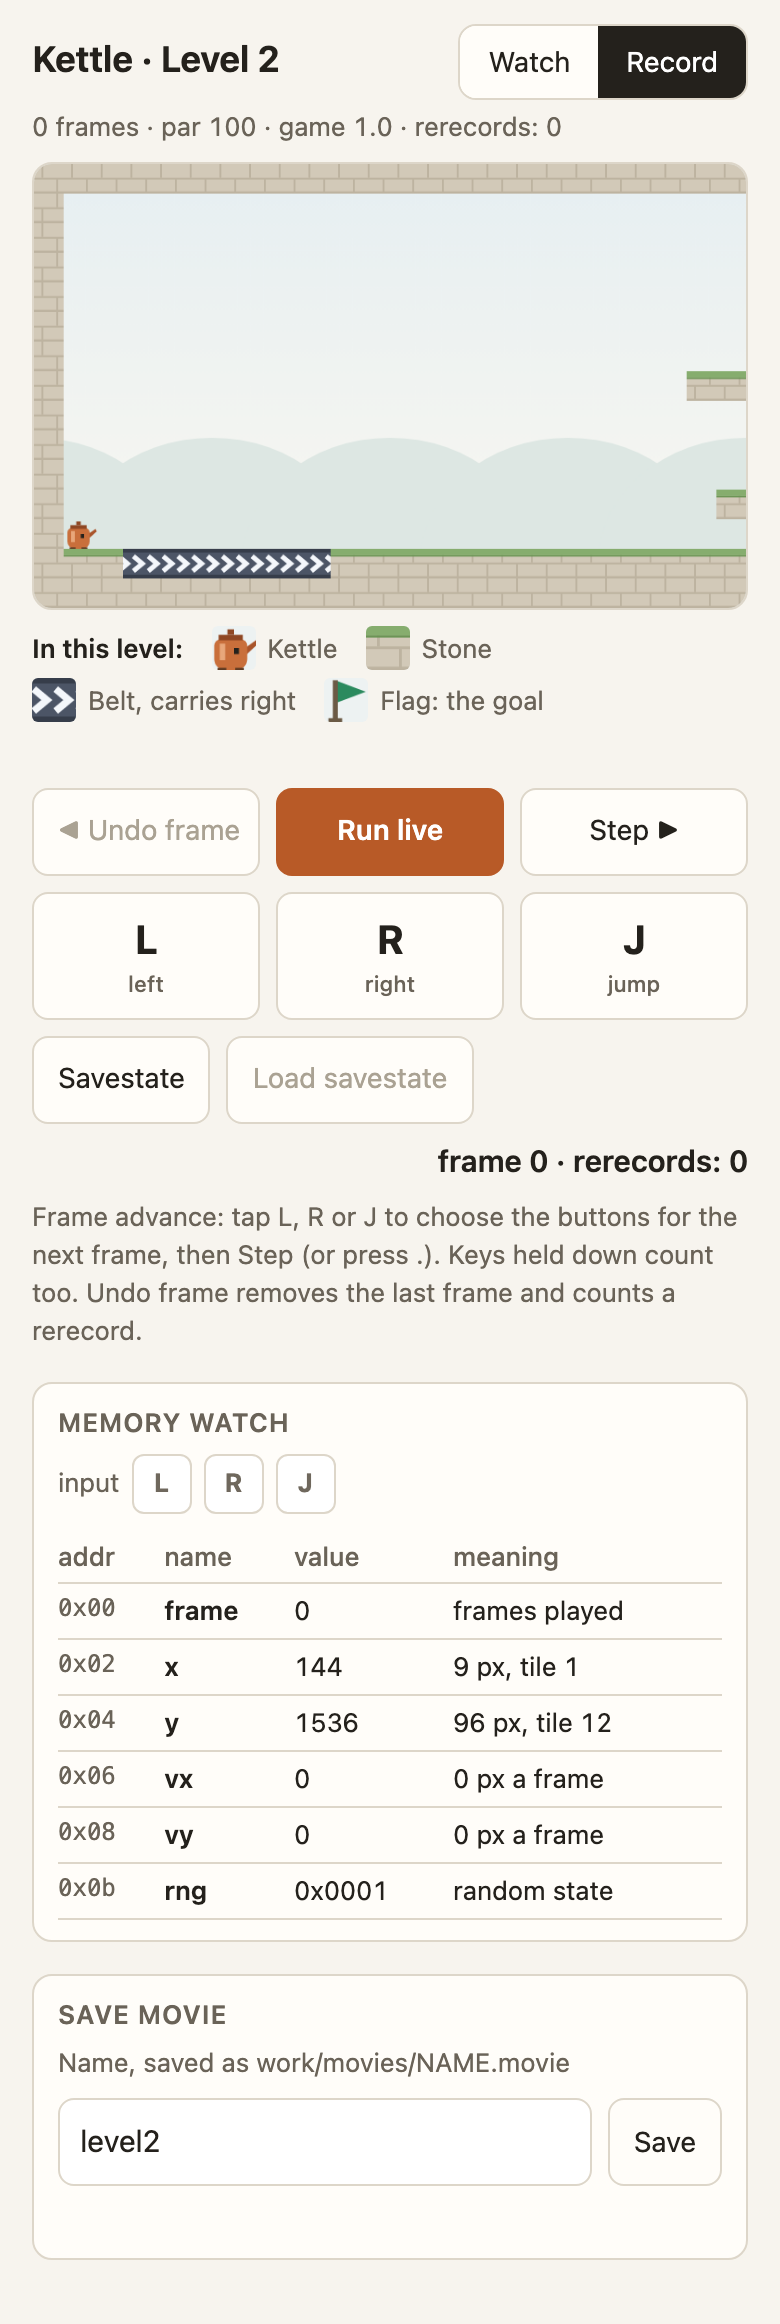 Kettle · Level 2
Watch Record
0 frames · par 100 · game 1.0 · rerecords: 0
In this level: Kettle Stone
Belt, carries right Flag: the goal
◀ Undo frame Run live Step ▶
L R J
left right jump
Savestate Load savestate
frame 0 · rerecords: 0
Frame advance: tap L, R or J to choose the buttons for the
next frame, then Step (or press .). Keys held down count
too. Undo frame removes the last frame and counts a
rerecord.
MEMORY WATCH
input L R J
addr name value meaning
0x00 frame 0 frames played
0x02 x 144 9 px, tile 1
0x04 y 1536 96 px, tile 12
0x06 vx 0 0 px a frame
0x08 vy 0 0 px a frame
0x0b rng 0x0001 random state
SAVE MOVIE
Name, saved as work/movies/NAME.movie
level2 Save